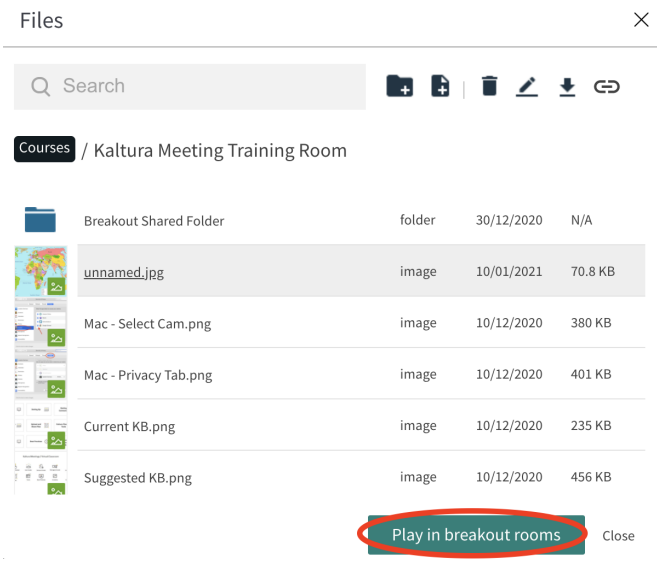 Files
Search
Courses / Kaltura Meeting Training Room
Breakout Shared Folder folder 30/12/2020 N/A
unnamed.jpg image 10/01/2021 70.8 KB
Mac - Select Cam.png image 10/12/2020 380 KB
Mac - Privacy Tab.png image 10/12/2020 401 KB
Current KB.png image 10/12/2020 235 KB
Suggested KB.png image 10/12/2020 456 KB
Play in breakout rooms Close